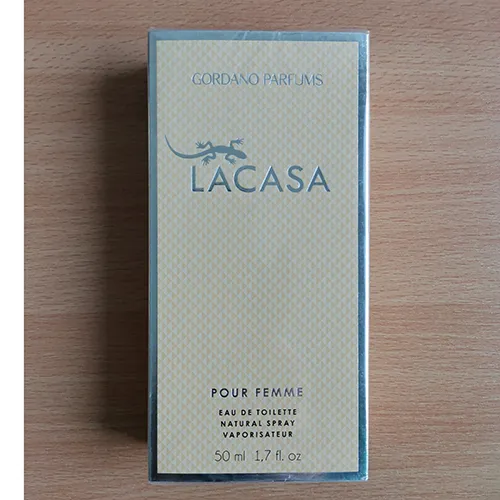 GORDANO PARFUMS
LACASA
POUR FEMME
EAU DE TOILETTE
NATURAL SPRAY
VAPORISATEUR
50 ml 1,7 fl. oz